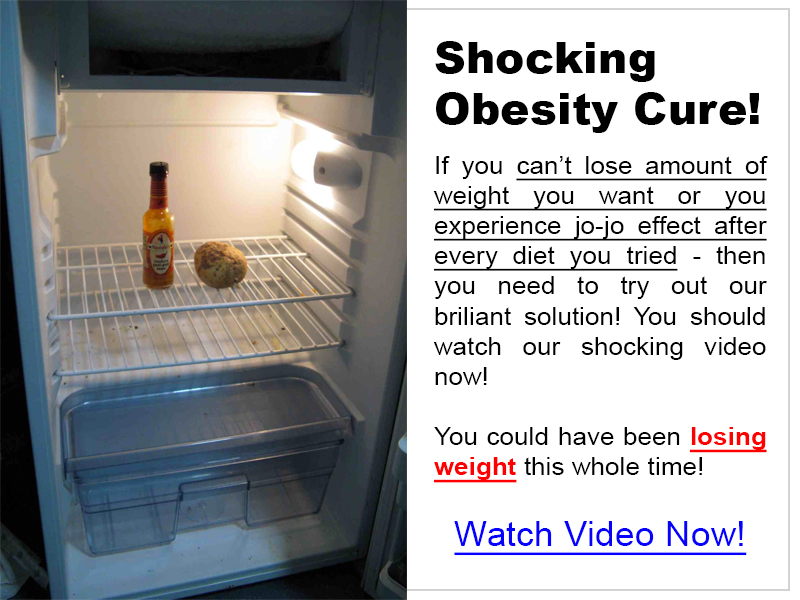 Shocking
Obesity Cure!
If you can’t lose amount of
weight you want or you
experience jo-jo effect after
every diet you tried - then
you need to try out our
briliant solution! You should
watch our shocking video
now!
You could have been losing
weight this whole time!
Watch Video Now!